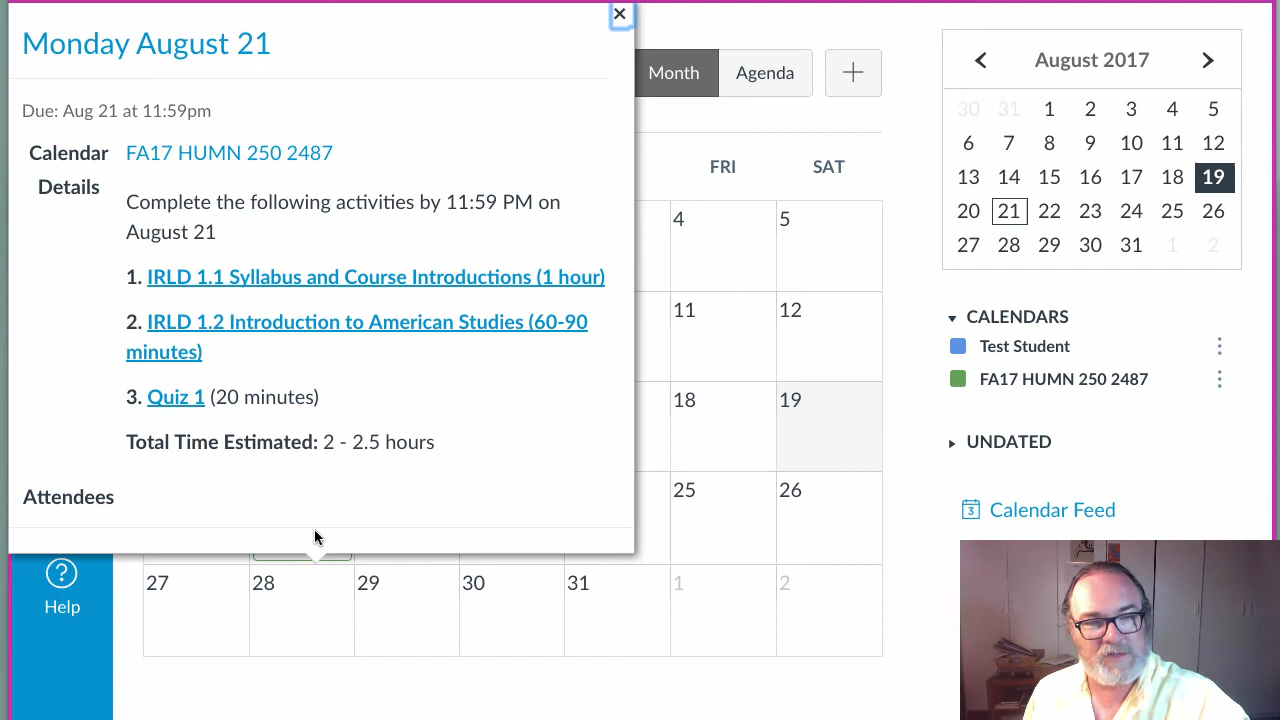 ×
Monday August 21
Due: Aug 21 at 11:59pm
Calendar FA17 HUMN 250 2487
Details
Complete the following activities by 11:59 PM on
August 21
1. IRLD 1.1 Syllabus and Course Introductions (1 hour)
2. IRLD 1.2 Introduction to American Studies (60-90
minutes)
3. Quiz 1 (20 minutes)
Total Time Estimated: 2 - 2.5 hours
Attendees
Month Agenda +
FRI SAT
4 5
11 12
18 19
25 26
27 28 29 30 31 1 2
? Help
August 2017
30 31 1 2 3 4 5
6 7 8 9 10 11 12
13 14 15 16 17 18 19
20 21 22 23 24 25 26
27 28 29 30 31 1 2
CALENDARS
Test Student
FA17 HUMN 250 2487
UNDATED
3 Calendar Feed